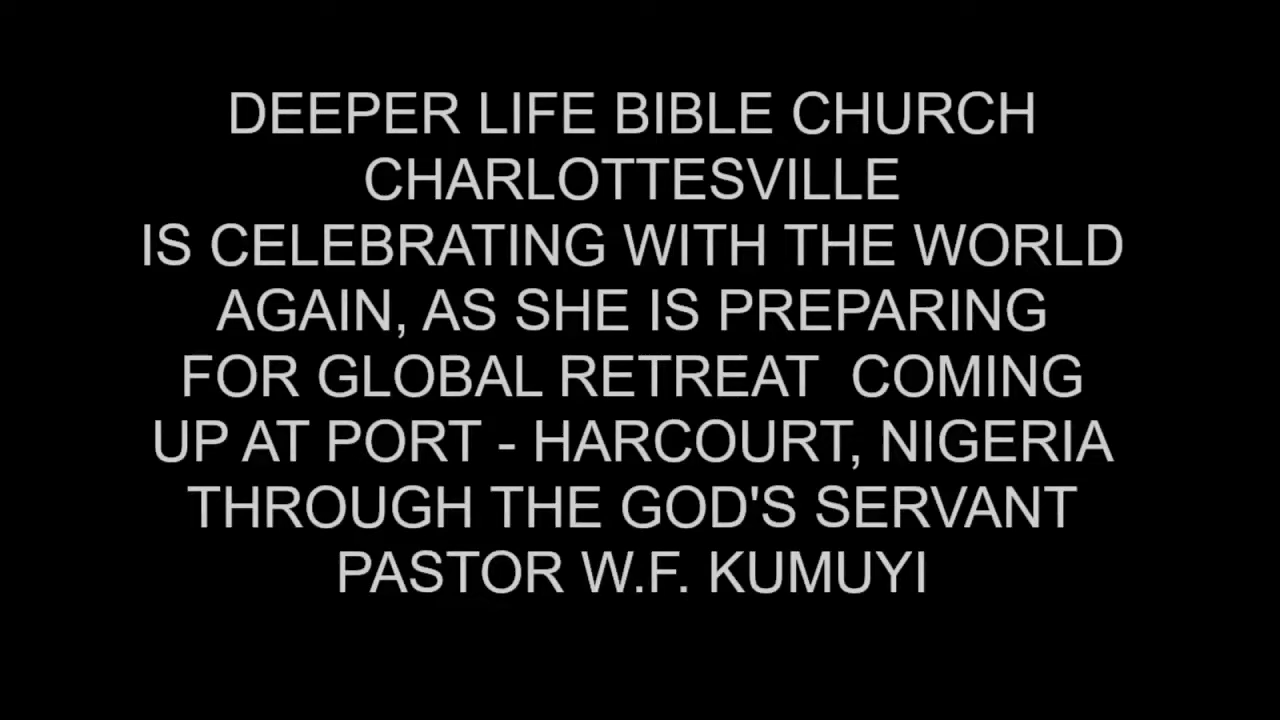 DEEPER LIFE BIBLE CHURCH
CHARLOTTESVILLE
IS CELEBRATING WITH THE WORLD
AGAIN, AS SHE IS PREPARING
FOR GLOBAL RETREAT  COMING
UP AT PORT - HARCOURT, NIGERIA
THROUGH THE GOD'S SERVANT
PASTOR W.F. KUMUYI